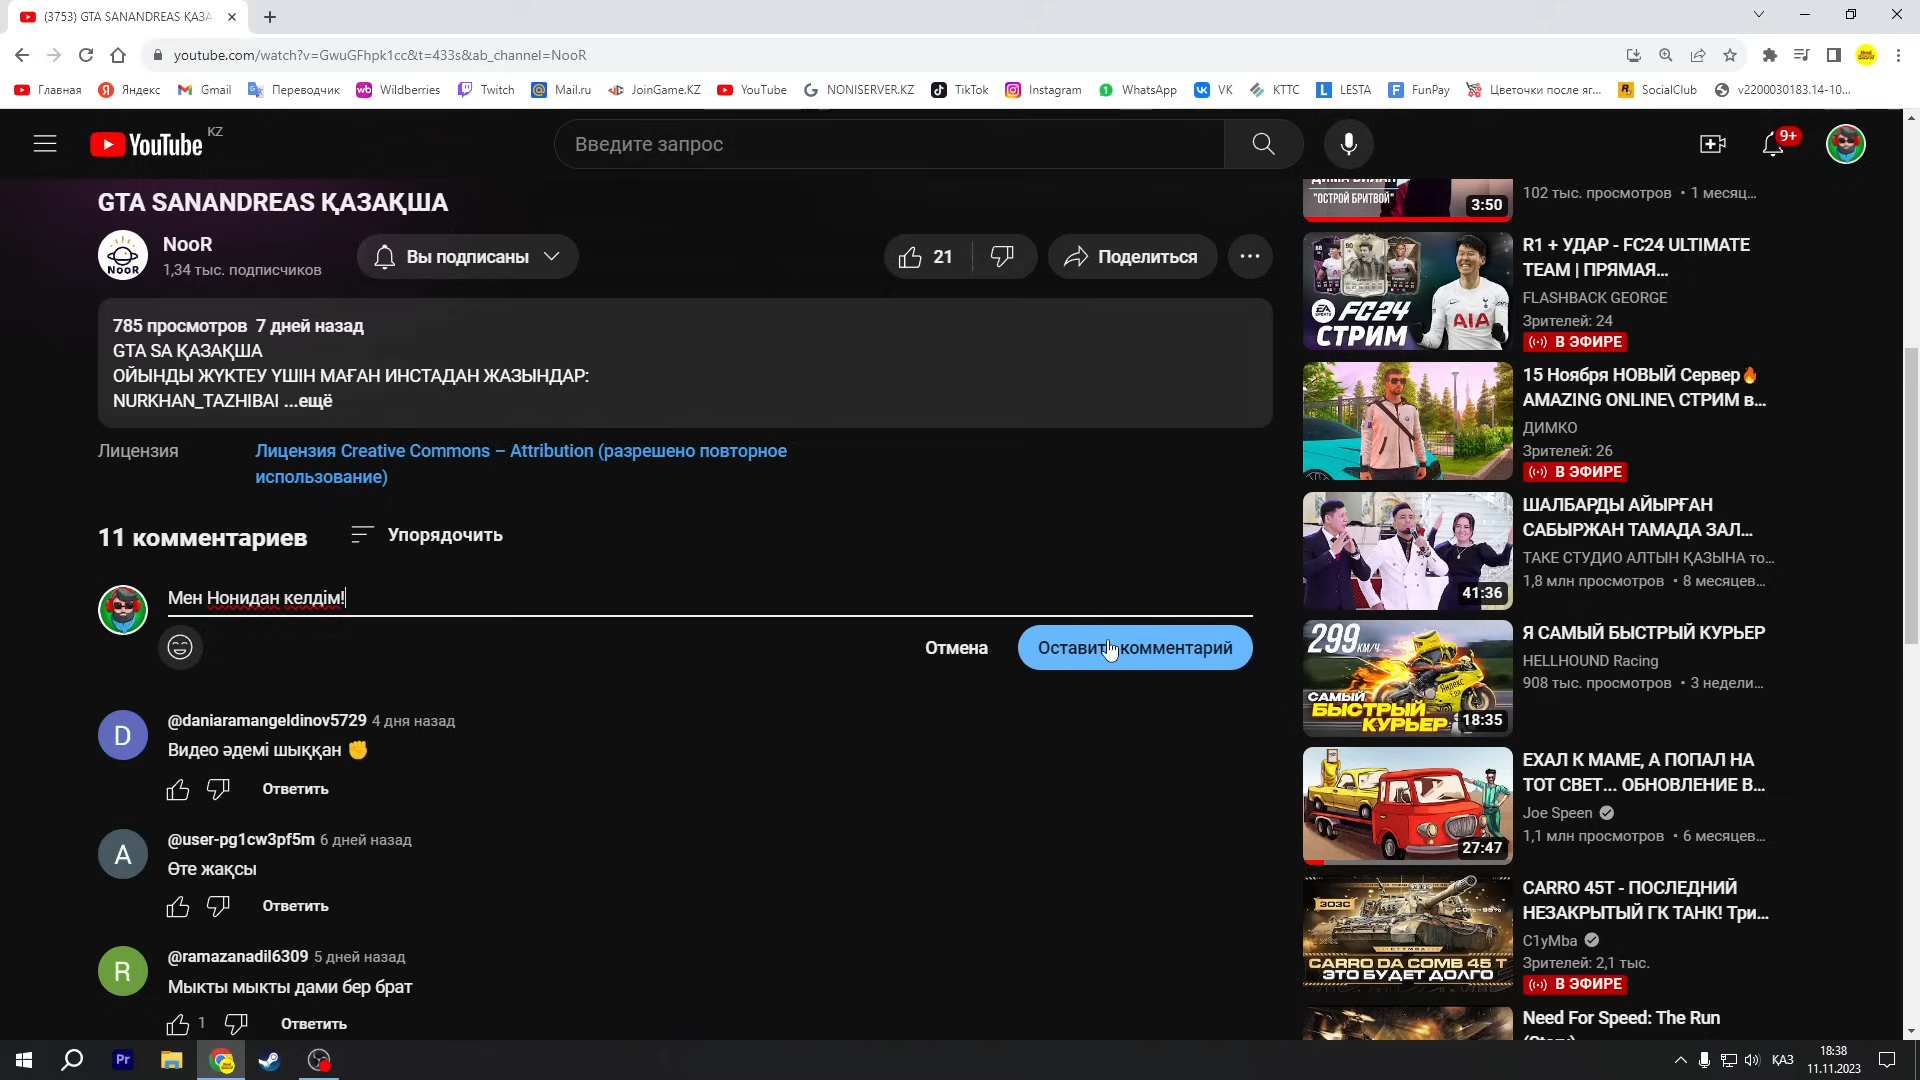 (3753) GTA SANANDREAS ҚАЗА
youtube.com/watch?v=GwuGFhpk1cc&t=433s&ab_channel=NooR
Главная
Яндекс
Gmail
Переводчик
Wildberries
Twitch
Mail.ru
JoinGame.KZ
YouTube
NONISERVER.KZ
TikTok
Instagram
WhatsApp
VK
КТТС
LESTA
FunPay
Цветочки после яг...
SocialClub
v2200030183.14-10...
YouTube KZ
Введите запрос
9+
GTA SANANDREAS ҚАЗАҚША
NooR
NooR
1,34 тыс. подписчиков
Вы подписаны
21
Поделиться
785 просмотров 7 дней назад
GTA SA ҚАЗАҚША
ОЙЫНДЫ ЖҮКТЕУ ҮШІН МАҒАН ИНСТАДАН ЖАЗЫНДАР:
NURKHAN_TAZHIBAI ...ещё
Лицензия
Лицензия Creative Commons – Attribution (разрешено повторное
использование)
11 комментариев
Упорядочить
Мен Нонидан келдім!
Отмена
Оставить комментарий
D
@daniaramangeldinov5729 4 дня назад
Видео әдемі шыққан ✊
Ответить
A
@user-pg1cw3pf5m 6 дней назад
Өте жақсы
Ответить
R
@ramazanadil6309 5 дней назад
Мыкты мыкты дами бер брат
1
Ответить
"ОСТРОЙ БРИТВОЙ"
3:50
102 тыс. просмотров • 1 месяц...
FC24
СТРИМ
AIA
R1 + УДАР - FC24 ULTIMATE
TEAM | ПРЯМАЯ...
FLASHBACK GEORGE
Зрителей: 24
В ЭФИРЕ
15 Ноября НОВЫЙ Сервер🔥
AMAZING ONLINE\ СТРИМ в...
ДИМКО
Зрителей: 26
В ЭФИРЕ
41:36
ШАЛБАРДЫ АЙЫРҒАН
САБЫРЖАН ТАМАДА ЗАЛ...
TAKE СТУДИО АЛТЫН ҚАЗЫНА то...
1,8 млн просмотров • 8 месяцев...
299 КМ/Ч
САМЫЙ
БЫСТРЫЙ
КУРЬЕР
18:35
Я САМЫЙ БЫСТРЫЙ КУРЬЕР
HELLHOUND Racing
908 тыс. просмотров • 3 недели...
27:47
ЕХАЛ К МАМЕ, А ПОПАЛ НА
ТОТ СВЕТ... ОБНОВЛЕНИЕ В...
Joe Speen
1,1 млн просмотров • 6 месяцев...
CARRO DA COMB 45 T
ЭТО БУДЕТ ДОЛГО
CARRO 45T - ПОСЛЕДНИЙ
НЕЗАКРЫТЫЙ ГК ТАНК! Три...
C1yMba
Зрителей: 2,1 тыс.
В ЭФИРЕ
Need For Speed: The Run
Pr
ҚАЗ
18:38
11.11.2023